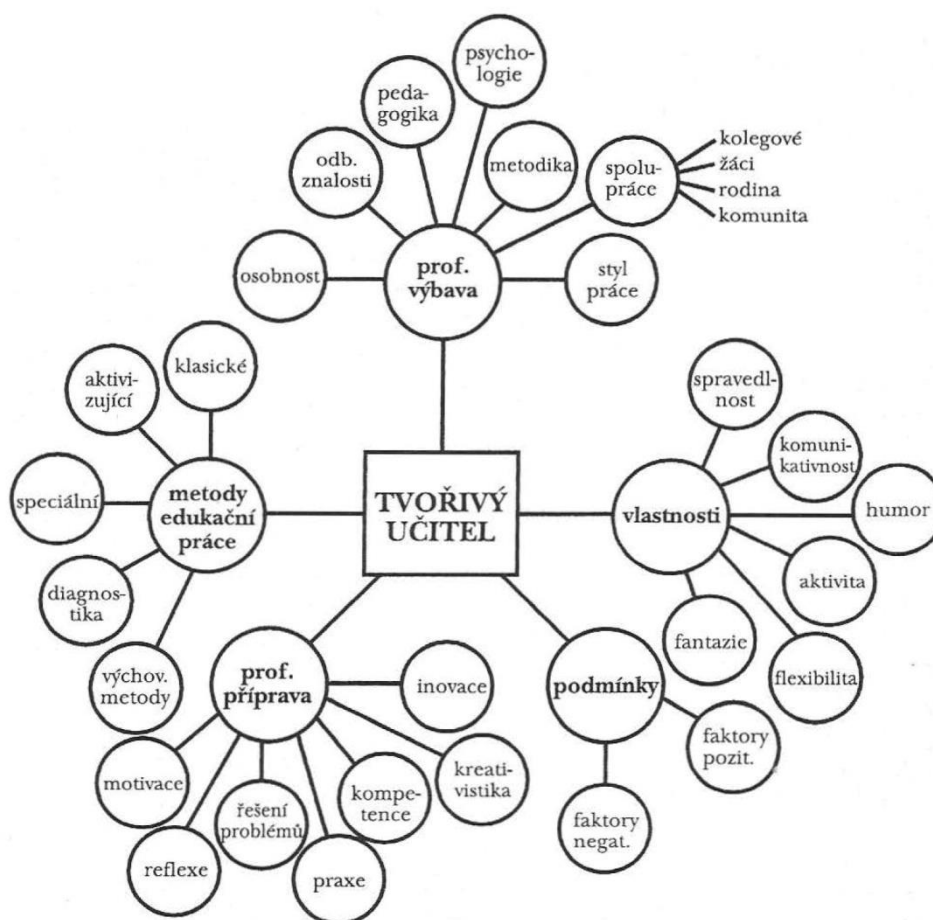 psycho-
logie
peda-
gogika
odb.
znalosti
metodika
spolu-
práce
kolegové
žáci
rodina
komunita
osobnost
prof.
výbava
styl
práce
klasické
aktivi-
zující
speciální
metody
edukační
práce
diagnos-
tika
výchov.
metody
TVOŘIVÝ
UČITEL
spravedl-
nost
komuni-
kativnost
vlastnosti
humor
aktivita
fantazie
flexibilita
prof.
příprava
inovace
motivace
reflexe
řešení
problémů
praxe
kompe-
tence
kreati-
vistika
podmínky
faktory
pozit.
faktory
negat.